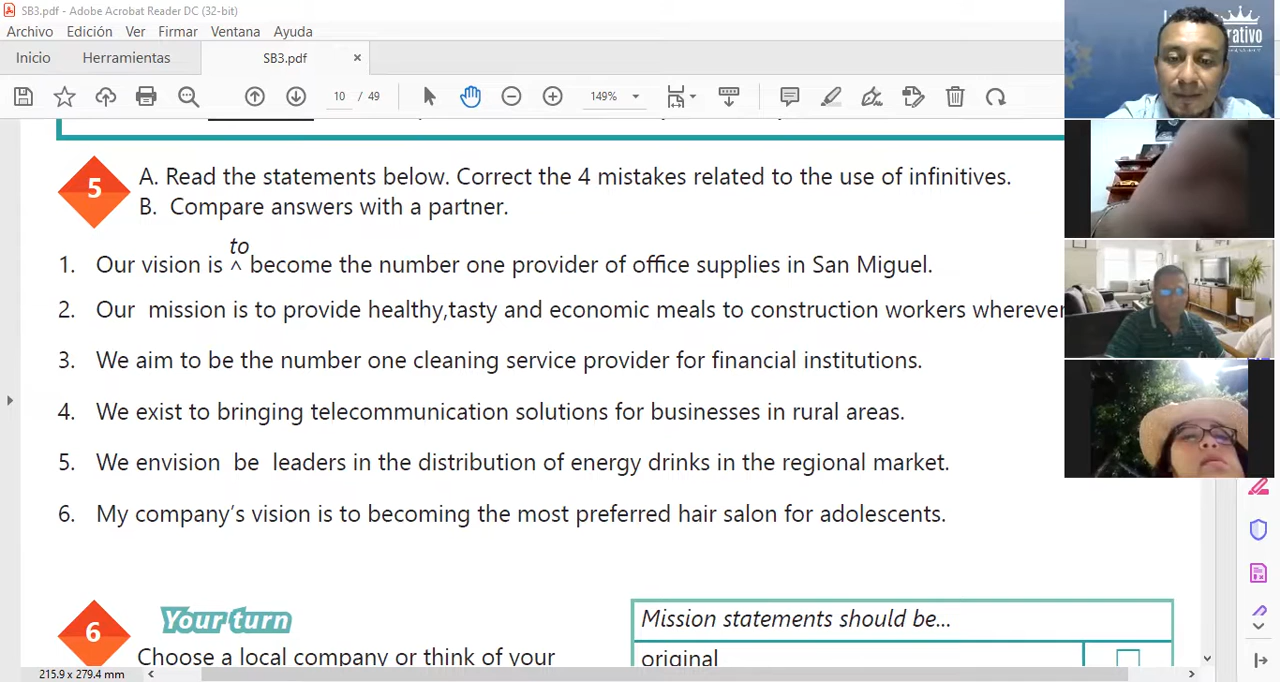 SB3.pdf - Adobe Acrobat Reader DC (32-bit)
Archivo Edición Ver Firmar Ventana Ayuda
Inicio Herramientas SB3.pdf ×
10 / 49 149%
5 A. Read the statements below. Correct the 4 mistakes related to the use of infinitives.
B. Compare answers with a partner.
to
1. Our vision is ^ become the number one provider of office supplies in San Miguel.
2. Our mission is to provide healthy,tasty and economic meals to construction workers wherever
3. We aim to be the number one cleaning service provider for financial institutions.
4. We exist to bringing telecommunication solutions for businesses in rural areas.
5. We envision be leaders in the distribution of energy drinks in the regional market.
6. My company's vision is to becoming the most preferred hair salon for adolescents.
6 Your turn
Mission statements should be...
Choose a local company or think of your
original
215.9 x 279.4 mm